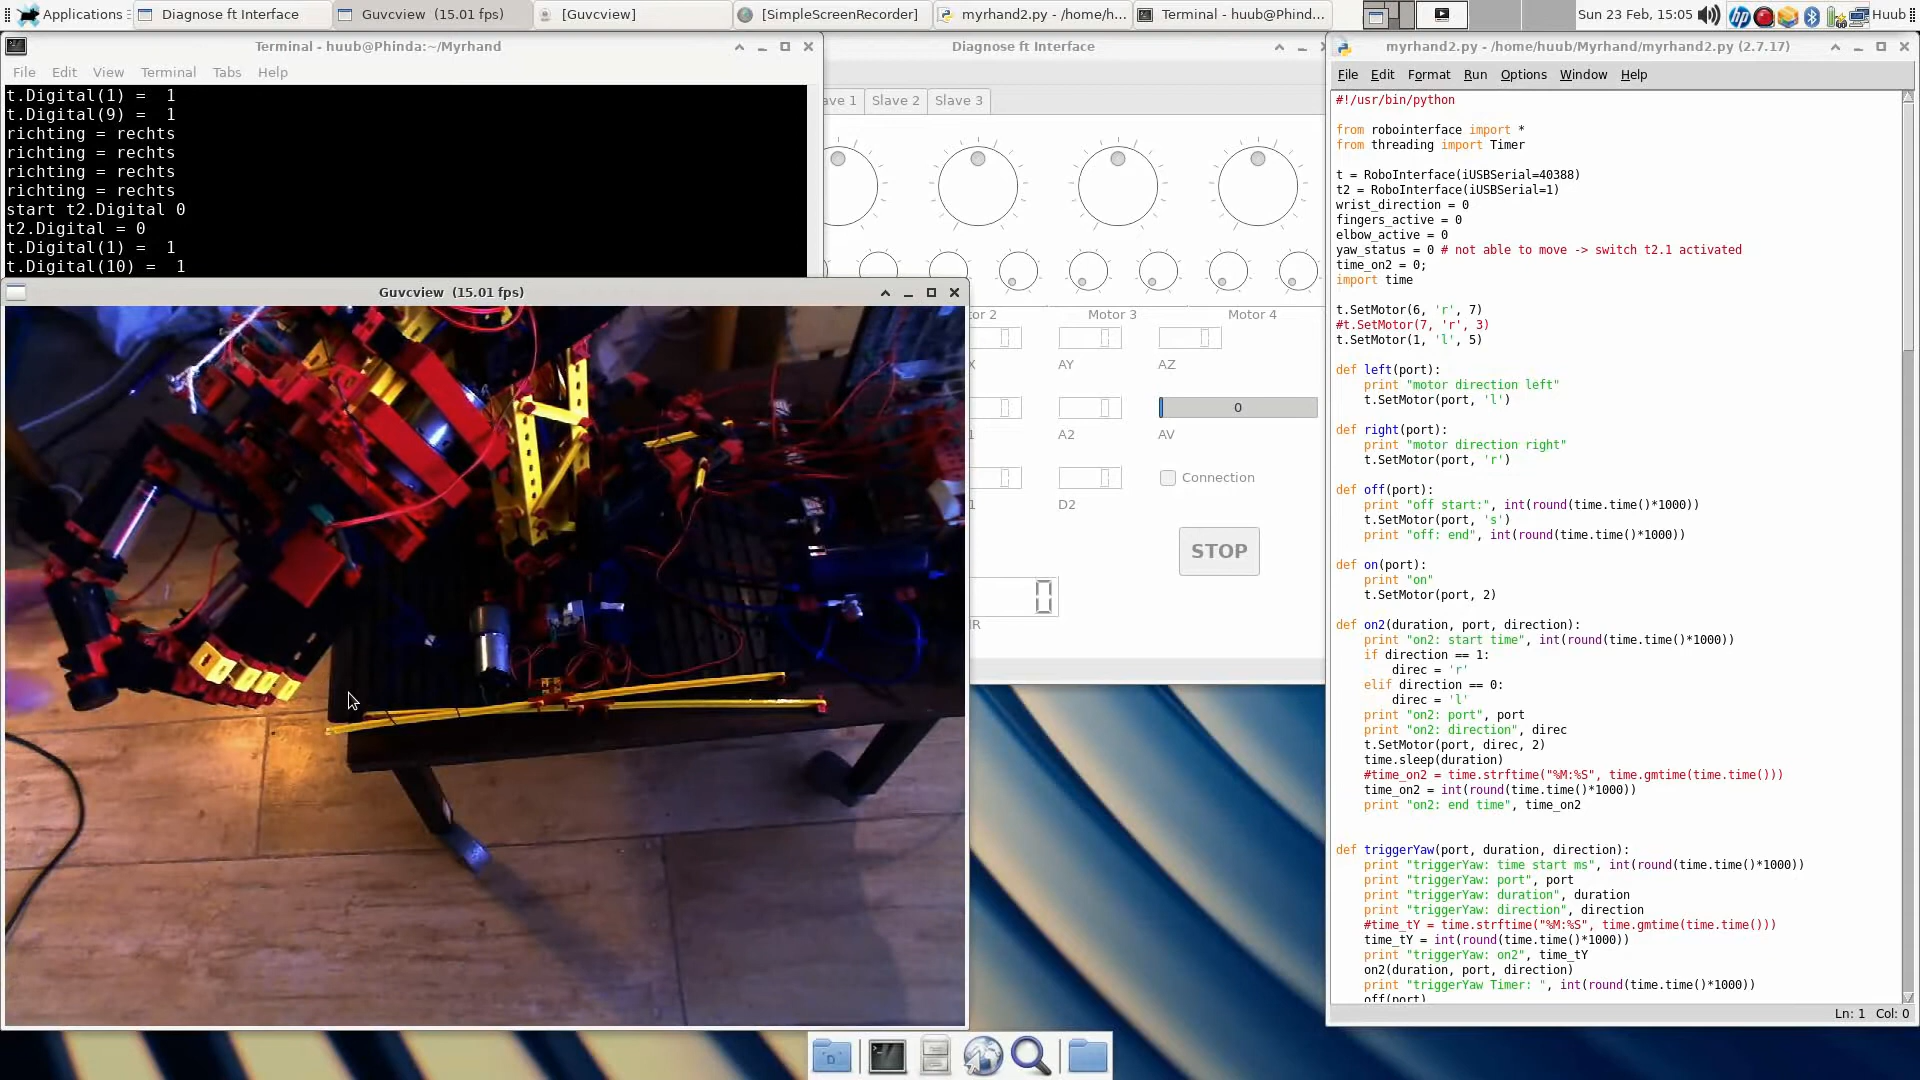 Applications
Diagnose ft Interface
Guvcview (15.01 fps)
[Guvcview]
[SimpleScreenRecorder]
myrhand2.py - /home/h...
Terminal - huub@Phind...
Sun 23 Feb, 15:05
Huub
Terminal - huub@Phinda:~/Myrhand
File Edit View Terminal Tabs Help
t.Digital(1) =  1
t.Digital(9) =  1
richting = rechts
richting = rechts
richting = rechts
richting = rechts
start t2.Digital 0
t2.Digital = 0
t.Digital(1) =  1
t.Digital(10) =  1
Guvcview (15.01 fps)
Diagnose ft Interface
ave 1 Slave 2 Slave 3
or 2 Motor 3 Motor 4
X AY AZ
0
1 A2 AV
Connection
1 D2
STOP
0
IR
myrhand2.py - /home/huub/Myrhand/myrhand2.py (2.7.17)
File Edit Format Run Options Window Help
#!/usr/bin/python
from robointerface import *
from threading import Timer
t = RoboInterface(iUSBSerial=40388)
t2 = RoboInterface(iUSBSerial=1)
wrist_direction = 0
fingers_active = 0
elbow_active = 0
yaw_status = 0 # not able to move -> switch t2.1 activated
time_on2 = 0;
import time
t.SetMotor(6, 'r', 7)
#t.SetMotor(7, 'r', 3)
t.SetMotor(1, 'l', 5)
def left(port):
    print "motor direction left"
    t.SetMotor(port, 'l')
def right(port):
    print "motor direction right"
    t.SetMotor(port, 'r')
def off(port):
    print "off start:", int(round(time.time()*1000))
    t.SetMotor(port, 's')
    print "off: end", int(round(time.time()*1000))
def on(port):
    print "on"
    t.SetMotor(port, 2)
def on2(duration, port, direction):
    print "on2: start time", int(round(time.time()*1000))
    if direction == 1:
        direc = 'r'
    elif direction == 0:
        direc = 'l'
    print "on2: port", port
    print "on2: direction", direc
    t.SetMotor(port, direc, 2)
    time.sleep(duration)
    #time_on2 = time.strftime("%M:%S", time.gmtime(time.time()))
    time_on2 = int(round(time.time()*1000))
    print "on2: end time", time_on2
def triggerYaw(port, duration, direction):
    print "triggerYaw: time start ms", int(round(time.time()*1000))
    print "triggerYaw: port", port
    print "triggerYaw: duration", duration
    print "triggerYaw: direction", direction
    #time_tY = time.strftime("%M:%S", time.gmtime(time.time()))
    time_tY = int(round(time.time()*1000))
    print "triggerYaw: on2", time_tY
    on2(duration, port, direction)
    print "triggerYaw Timer: ", int(round(time.time()*1000))
    off(port)
Ln: 1 Col: 0